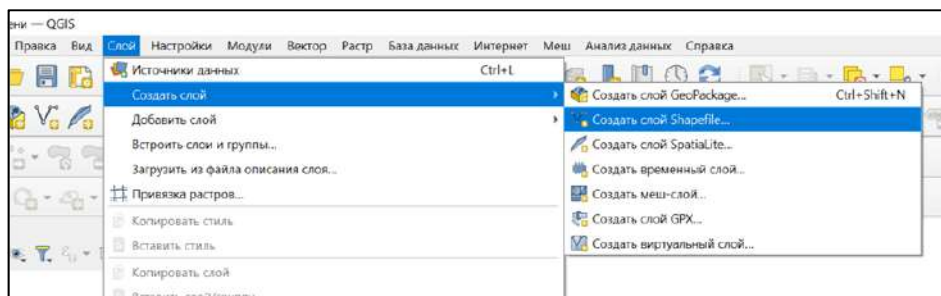 ени — QGIS
Правка Вид Слой Настройки Модули Вектор Растр База данных Интернет Меш Анализ данных Справка
Источники данных Ctrl+L
Создать слой
Добавить слой
Встроить слои и группы...
Загрузить из файла описания слоя...
Привязка растров...
Копировать стиль
Вставить стиль
Копировать слой
Создать слой GeoPackage... Ctrl+Shift+N
Создать слой Shapefile...
Создать слой SpatiaLite...
Создать временный слой...
Создать меш-слой...
Создать слой GPX...
Создать виртуальный слой...